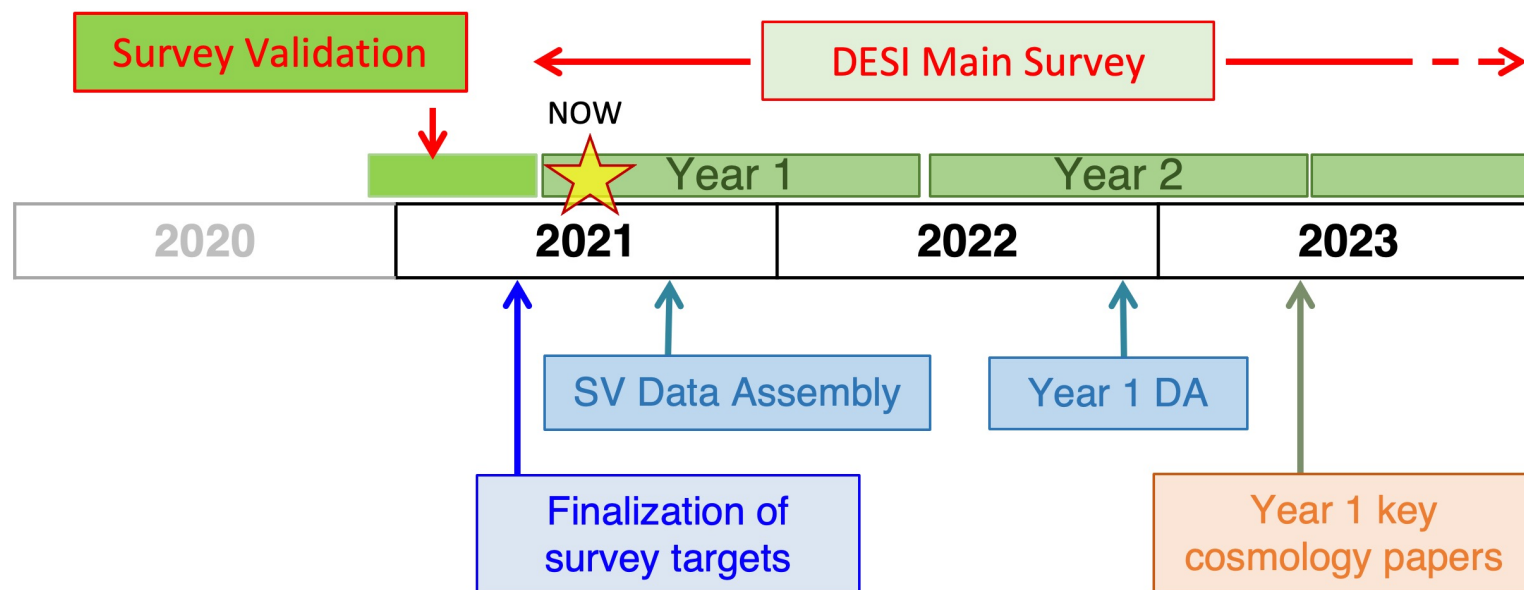 Survey Validation
DESI Main Survey
NOW
Year 1
Year 2
2020
2021
2022
2023
SV Data Assembly
Year 1 DA
Finalization of
survey targets
Year 1 key
cosmology papers